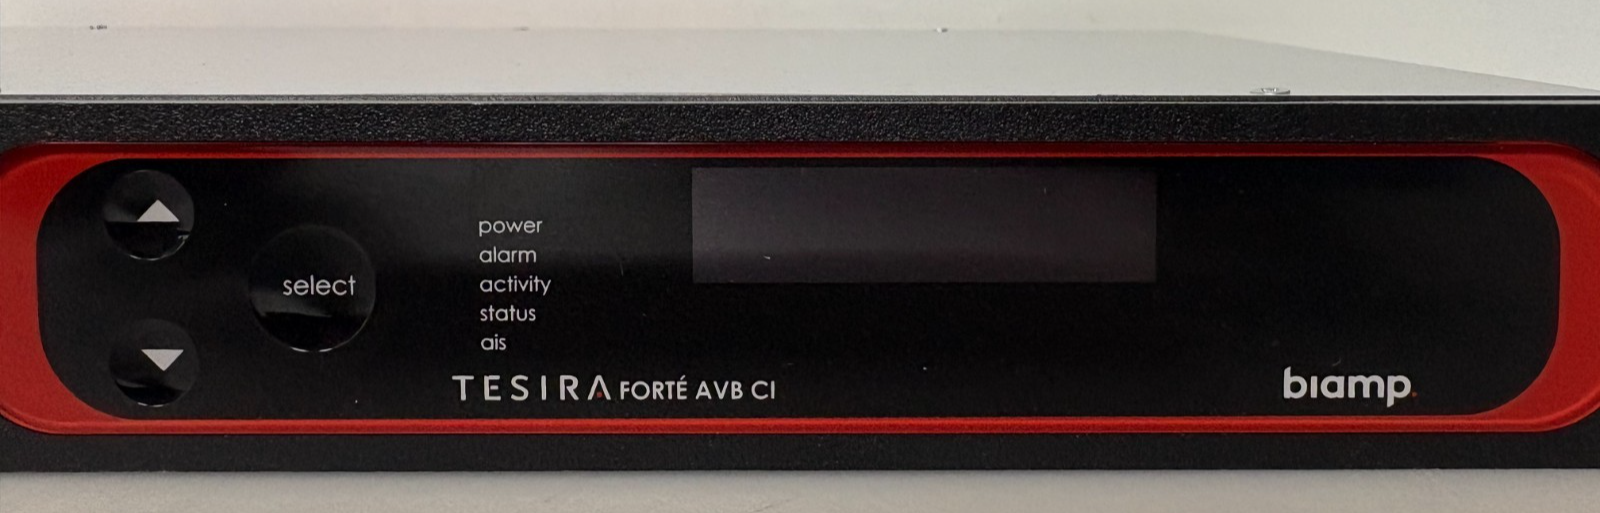 select
power
alarm
activity
status
ais
TESIRA FORTÉ AVB CI
biamp.